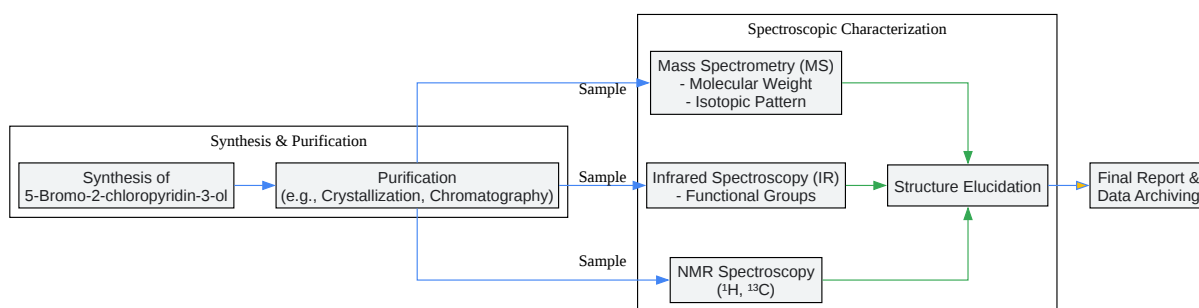 Spectroscopic Characterization
Mass Spectrometry (MS)
- Molecular Weight
- Isotopic Pattern
Sample
Synthesis & Purification
Synthesis of
5-Bromo-2-chloropyridin-3-ol
Purification
(e.g., Crystallization, Chromatography)
Sample
Infrared Spectroscopy (IR)
- Functional Groups
Structure Elucidation
Final Report &
Data Archiving
Sample
NMR Spectroscopy
(¹H, ¹³C)